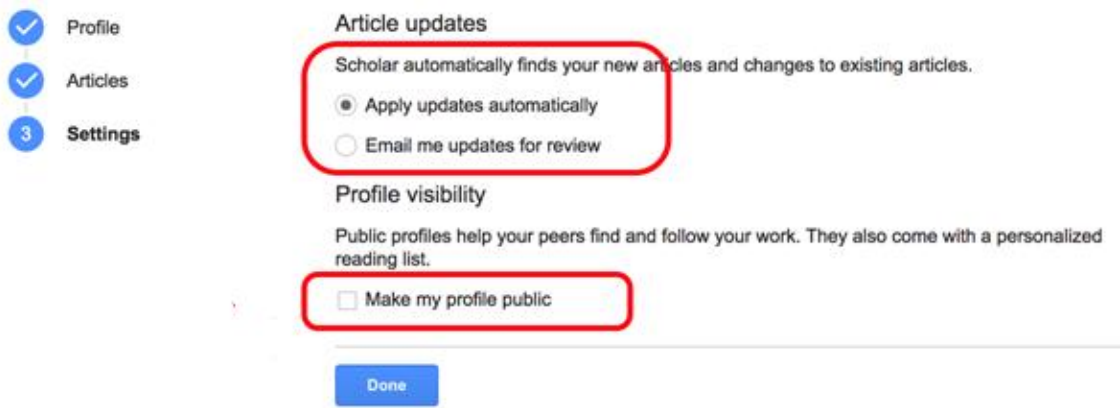 Profile
Articles
3 Settings
Article updates
Scholar automatically finds your new articles and changes to existing articles.
Apply updates automatically
Email me updates for review
Profile visibility
Public profiles help your peers find and follow your work. They also come with a personalized
reading list.
Make my profile public
Done